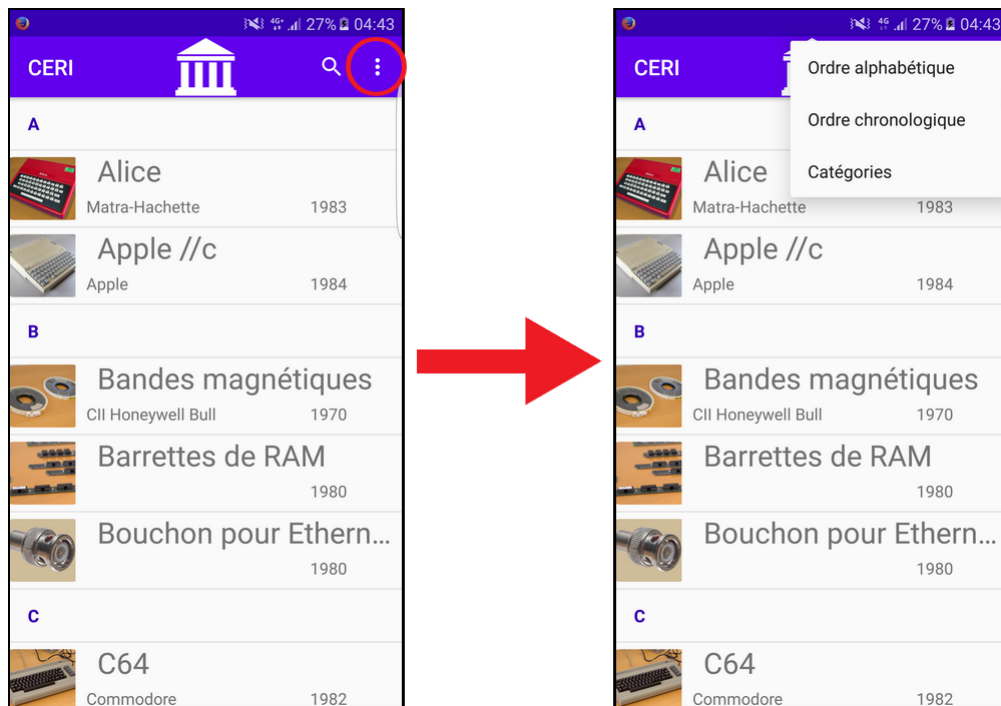 4G+ 27% 04:43
CERI
A
Alice
Matra-Hachette 1983
Apple //c
Apple 1984
B
Bandes magnétiques
CII Honeywell Bull 1970
Barrettes de RAM
1980
Bouchon pour Ethern...
1980
C
C64
Commodore 1982
4G 27% 04:43
CERI
Ordre alphabétique
Ordre chronologique
Catégories
A
Alice
Matra-Hachette 1983
Apple //c
Apple 1984
B
Bandes magnétiques
CII Honeywell Bull 1970
Barrettes de RAM
1980
Bouchon pour Ethern...
1980
C
C64
Commodore 1982